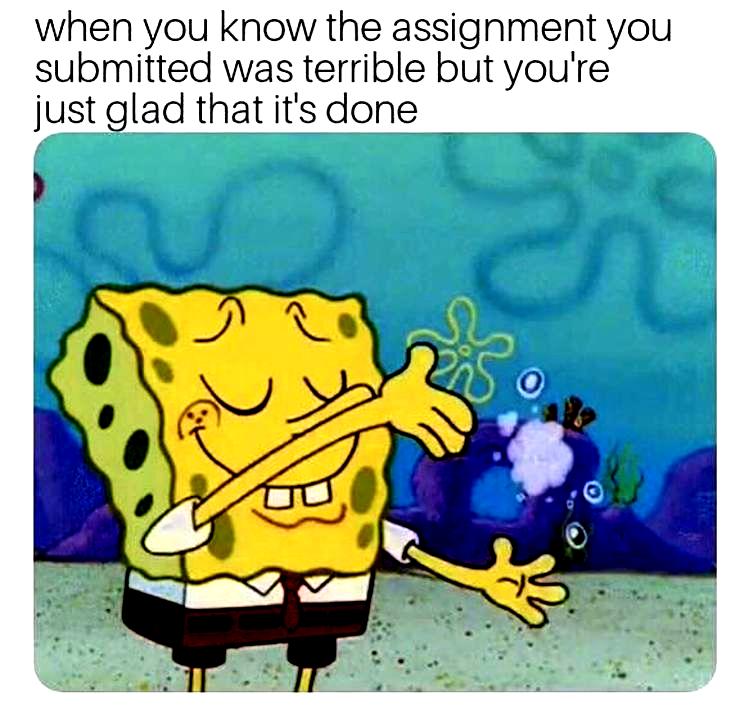 when you know the assignment you
submitted was terrible but you're
just glad that it's done